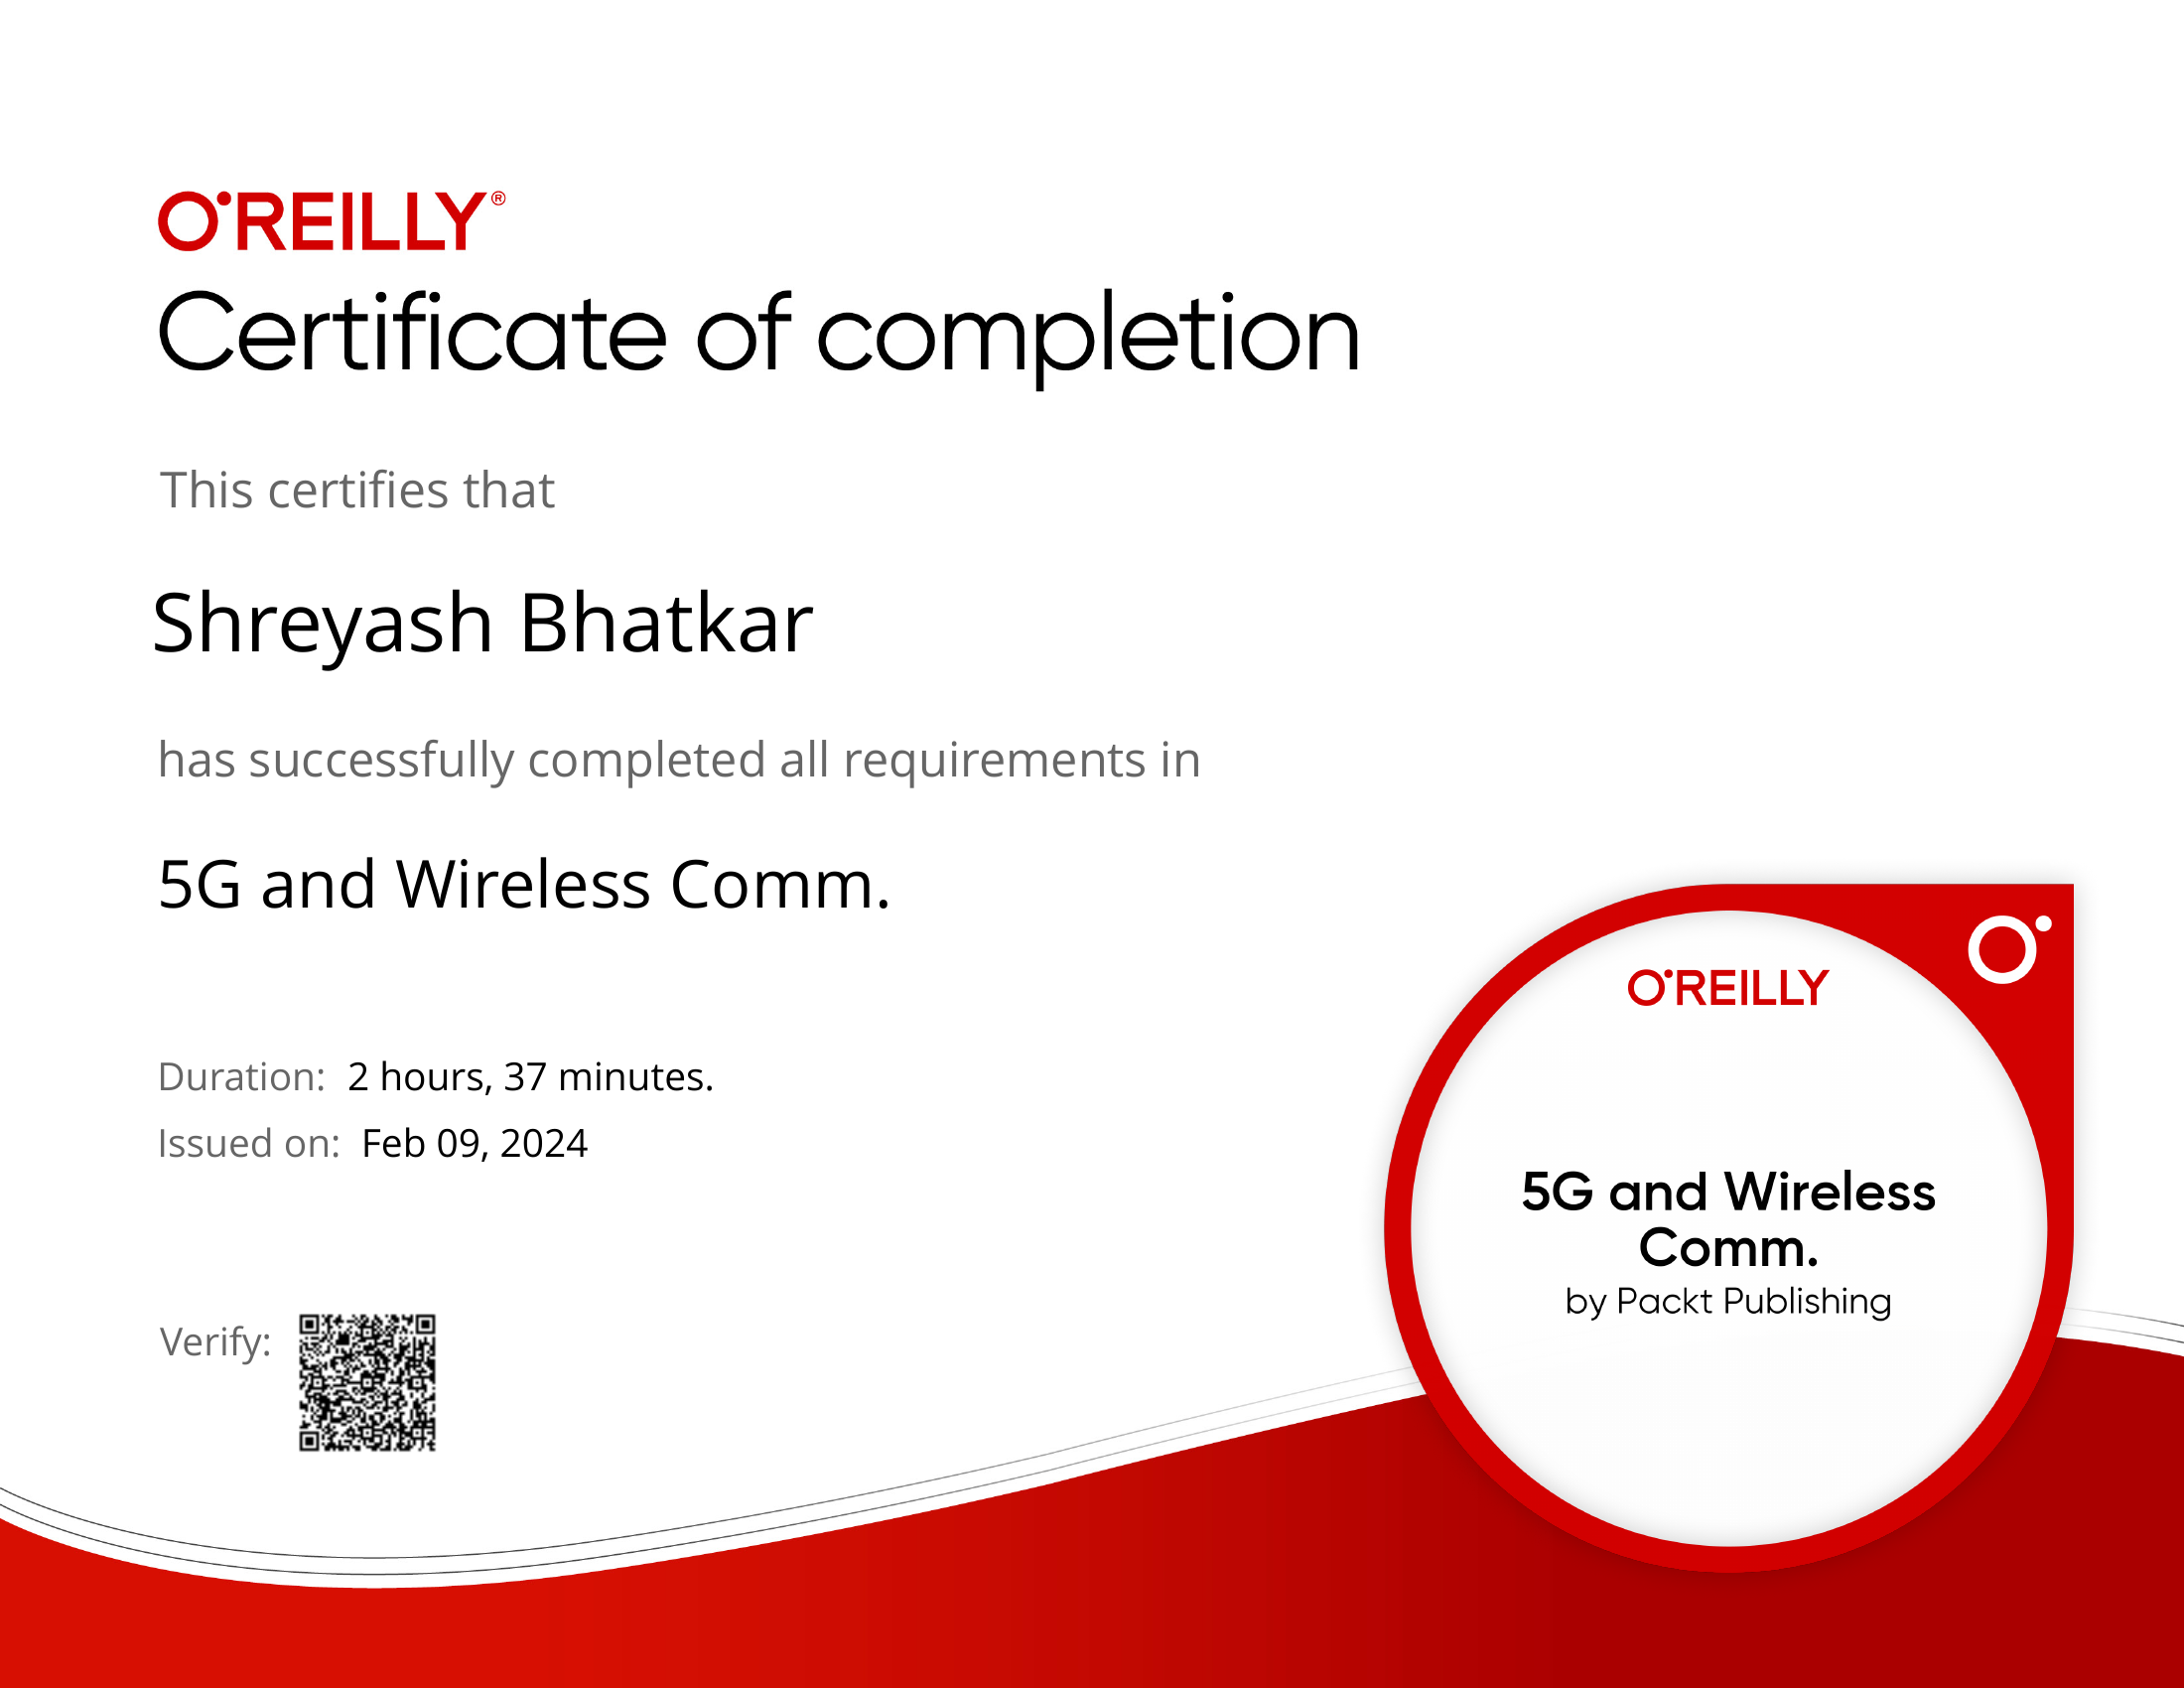 O'REILLY®
Certificate of completion
This certifies that
Shreyash Bhatkar
has successfully completed all requirements in
5G and Wireless Comm.
Duration: 2 hours, 37 minutes.
Issued on: Feb 09, 2024
Verify:
O'REILLY
5G and Wireless
Comm.
by Packt Publishing